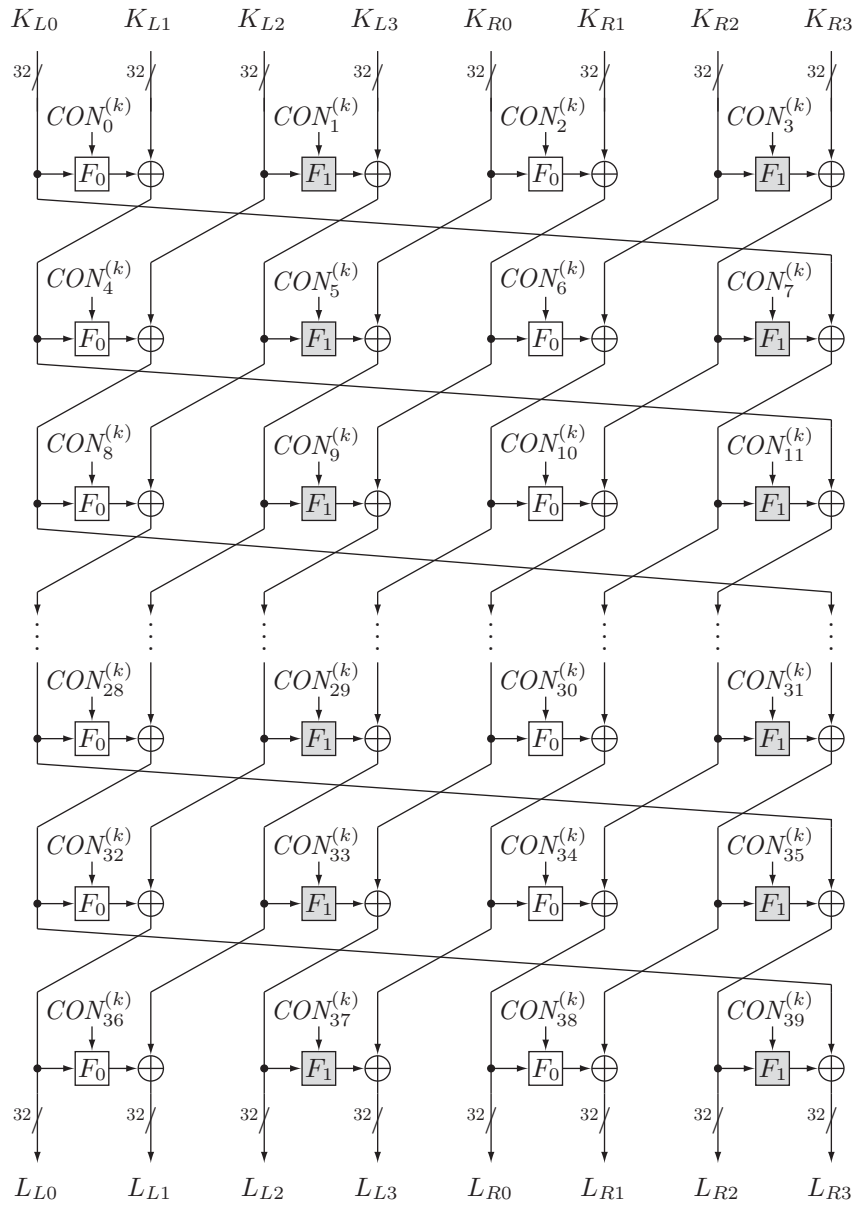 K_{L0} K_{L1} K_{L2} K_{L3} K_{R0} K_{R1} K_{R2} K_{R3}
32 32 32 32 32 32 32 32
CON_0^{(k)} CON_1^{(k)} CON_2^{(k)} CON_3^{(k)}
F_0 F_1 F_0 F_1
CON_4^{(k)} CON_5^{(k)} CON_6^{(k)} CON_7^{(k)}
F_0 F_1 F_0 F_1
CON_8^{(k)} CON_9^{(k)} CON_{10}^{(k)} CON_{11}^{(k)}
F_0 F_1 F_0 F_1
CON_{28}^{(k)} CON_{29}^{(k)} CON_{30}^{(k)} CON_{31}^{(k)}
F_0 F_1 F_0 F_1
CON_{32}^{(k)} CON_{33}^{(k)} CON_{34}^{(k)} CON_{35}^{(k)}
F_0 F_1 F_0 F_1
CON_{36}^{(k)} CON_{37}^{(k)} CON_{38}^{(k)} CON_{39}^{(k)}
F_0 F_1 F_0 F_1
32 32 32 32 32 32 32 32
L_{L0} L_{L1} L_{L2} L_{L3} L_{R0} L_{R1} L_{R2} L_{R3}